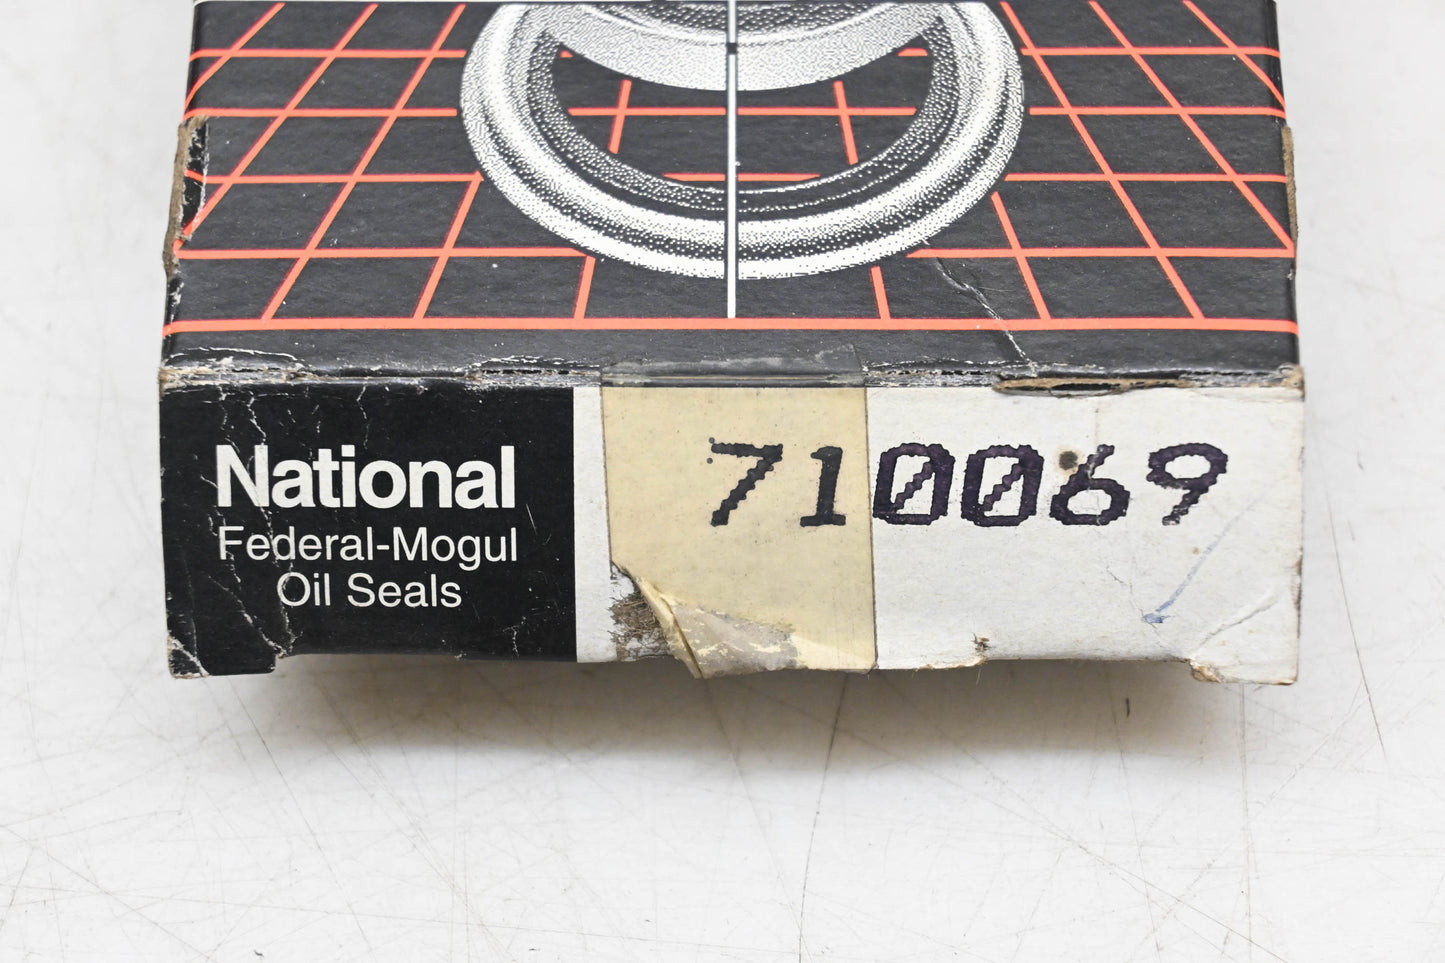 National
Federal-Mogul
Oil Seals
710069